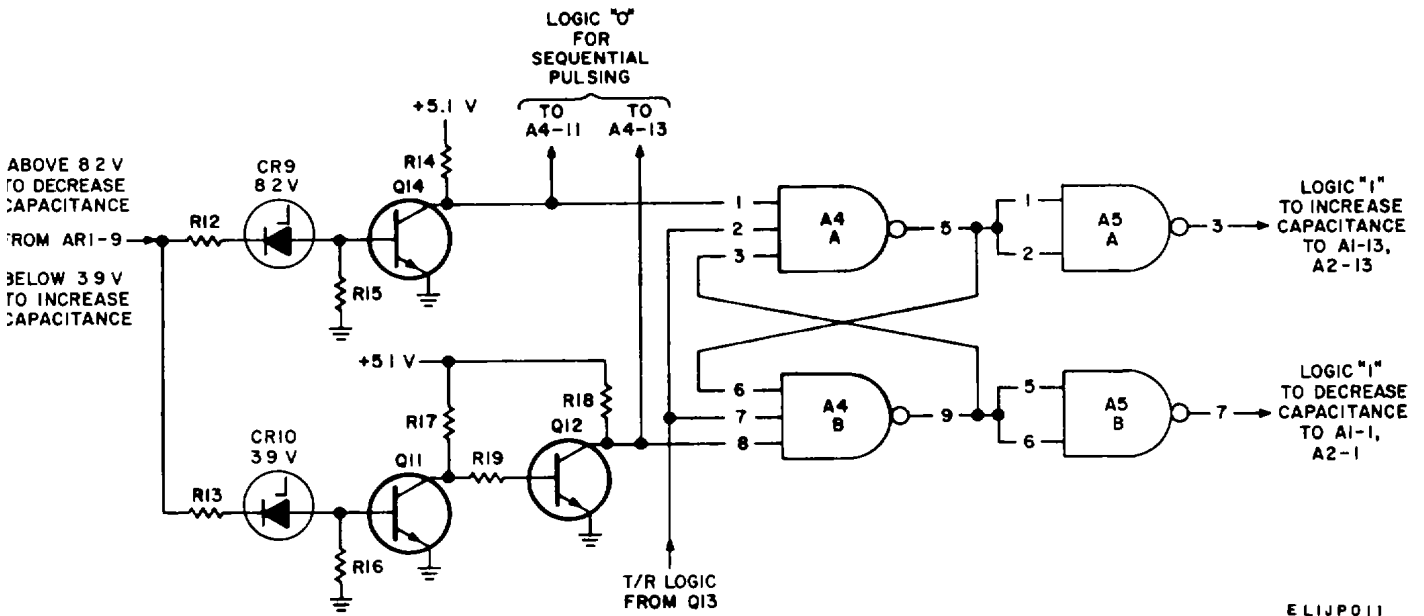 LOGIC "O"
FOR
SEQUENTIAL
PULSING
TO
A4-11
TO
A4-13
+5.1 V
R14
ABOVE 8 2 V
TO DECREASE
CAPACITANCE
FROM AR1-9
BELOW 3 9 V
TO INCREASE
CAPACITANCE
R12
CR9
8 2 V
Q14
R15
1
2
3
A4
A
5
1
2
A5
A
3
LOGIC "1"
TO INCREASE
CAPACITANCE
TO A1-13,
A2-13
+5 1 V
R17
R18
Q12
R19
CR10
3 9 V
Q11
R13
R16
6
7
8
A4
B
9
5
6
A5
B
7
LOGIC "1"
TO DECREASE
CAPACITANCE
TO A1-1,
A2-1
T/R LOGIC
FROM Q13
EL1JP011